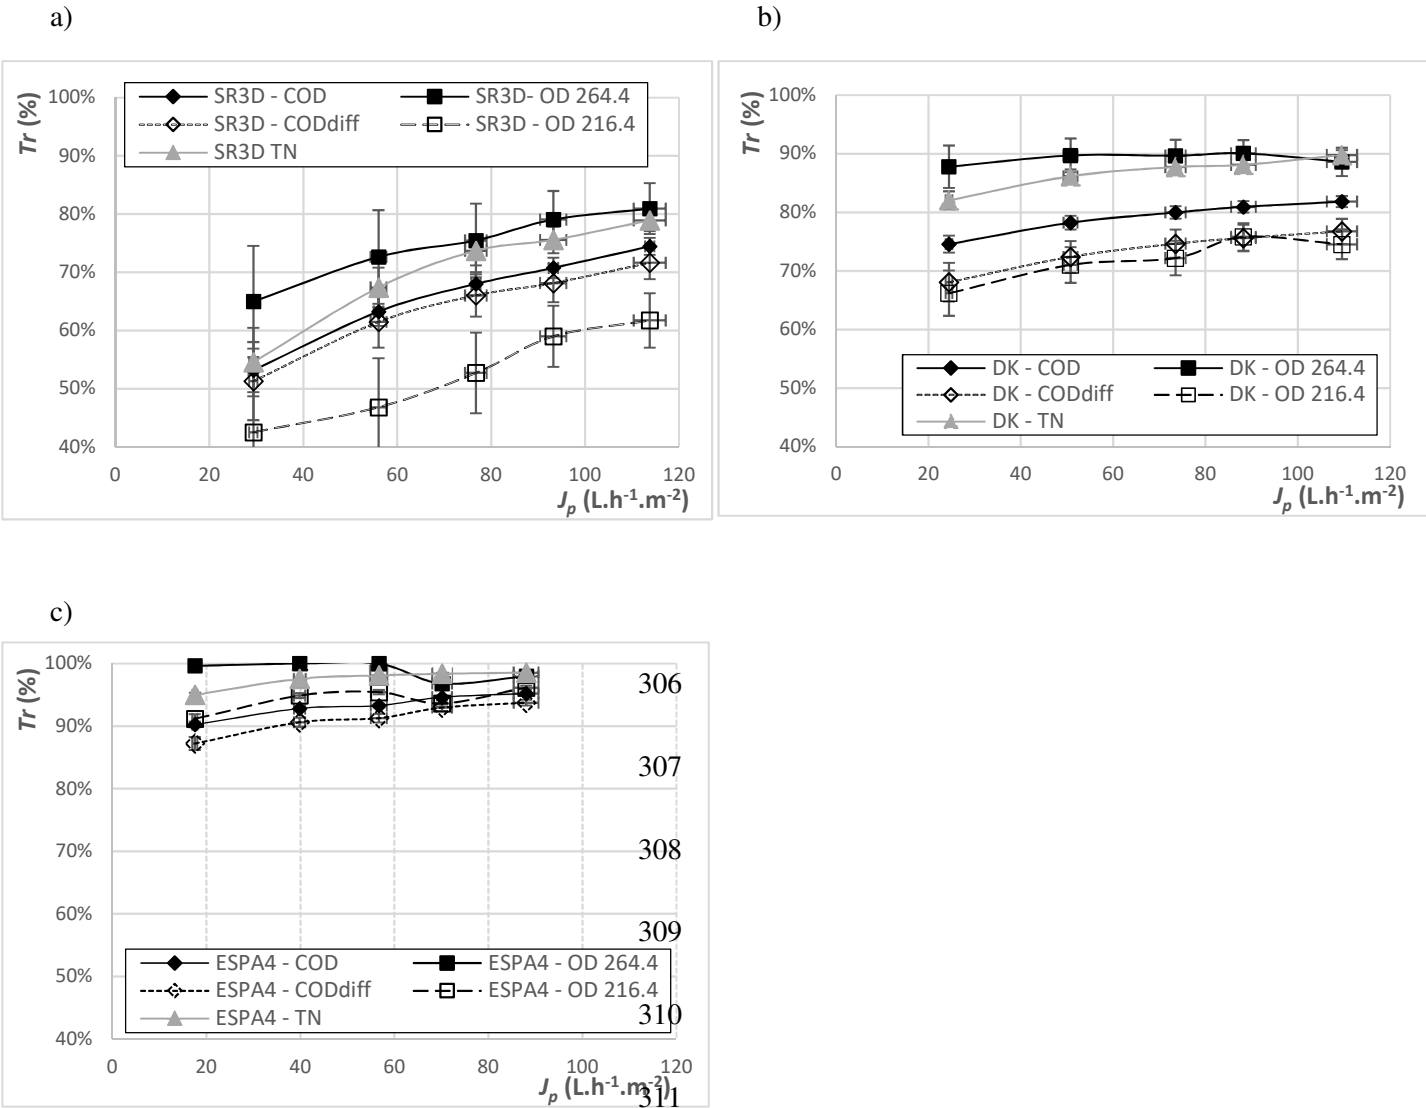 a)
b)
Tr (%)
SR3D - COD
SR3D- OD 264.4
SR3D - CODdiff
SR3D - OD 216.4
SR3D TN
100%
90%
80%
70%
60%
50%
40%
0 20 40 60 80 100 120
Jp (L.h-1.m-2)
Tr (%)
100%
90%
80%
70%
60%
50%
40%
DK - COD
DK - OD 264.4
DK - CODdiff
DK - OD 216.4
DK - TN
0 20 40 60 80 100 120
Jp (L.h-1.m-2)
c)
Tr (%)
100%
90%
80%
70%
60%
50%
40%
ESPA4 - COD
ESPA4 - OD 264.4
ESPA4 - CODdiff
ESPA4 - OD 216.4
ESPA4 - TN
0 20 40 60 80 100 120
Jp (L.h-1.m-2)
306
307
308
309
310
311